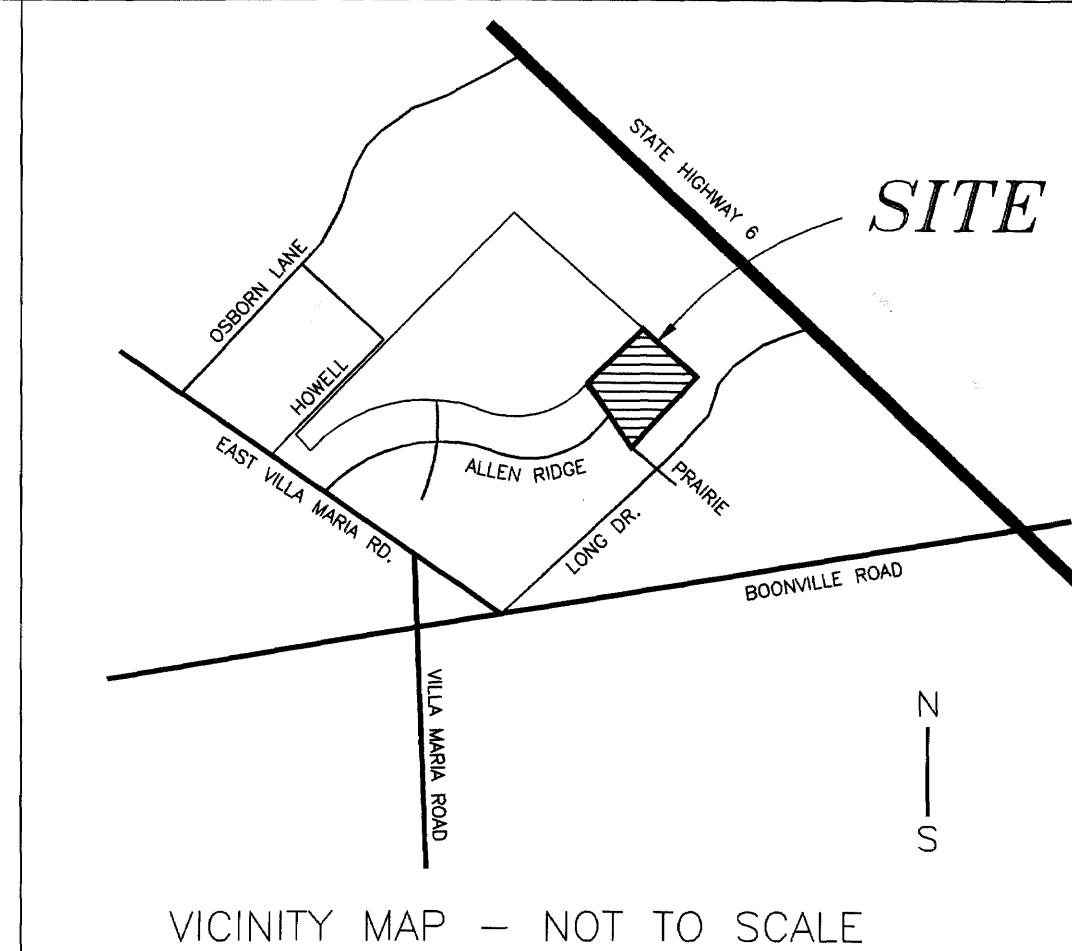 STATE HIGHWAY 6
SITE
OSBORN LANE
HOWELL
EAST VILLA MARIA RD.
ALLEN RIDGE
PRAIRIE
LONG DR.
BOONVILLE ROAD
VILLA MARIA ROAD
N
S
VICINITY MAP – NOT TO SCALE